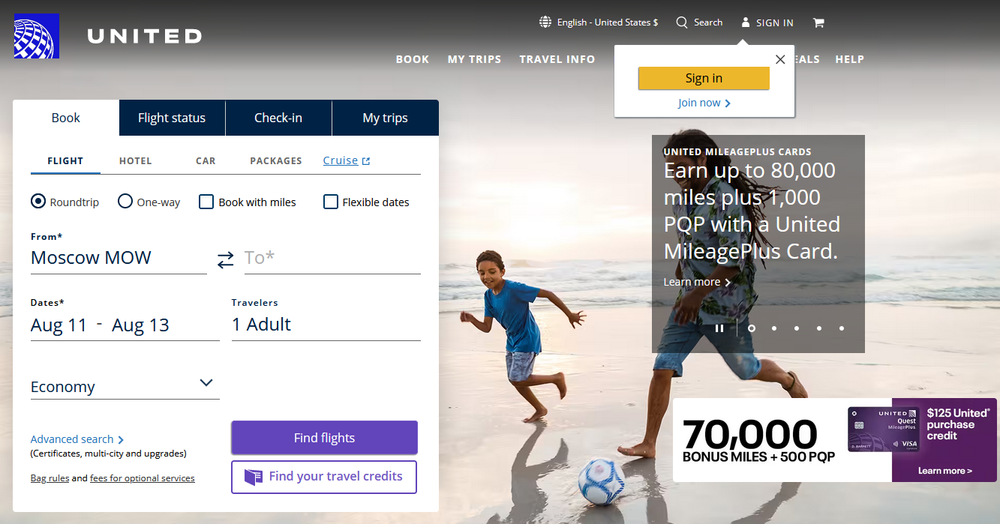 UNITED
English - United States $
Search
SIGN IN
BOOK
MY TRIPS
TRAVEL INFO
EALS
HELP
Sign in
Join now
Book
Flight status
Check-in
My trips
FLIGHT
HOTEL
CAR
PACKAGES
Cruise
Roundtrip
One-way
Book with miles
Flexible dates
From*
Moscow MOW
To*
Dates*
Travelers
Aug 11 - Aug 13
1 Adult
Economy
Advanced search
(Certificates, multi-city and upgrades)
Bag rules and fees for optional services
Find flights
Find your travel credits
UNITED MILEAGEPLUS CARDS
Earn up to 80,000
miles plus 1,000
PQP with a United
MileagePlus Card.
Learn more
70,000
BONUS MILES + 500 PQP
UNITED
Quest
MileagePlus
D. BARRETT
VISA
$125 United®
purchase
credit
Learn more >